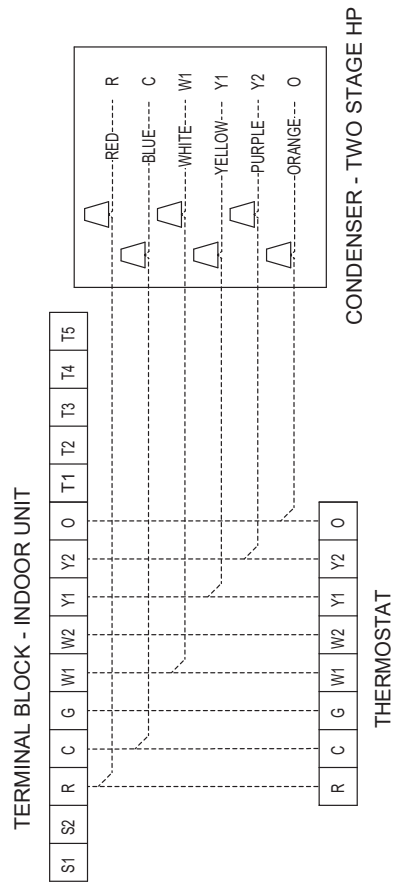 TERMINAL BLOCK - INDOOR UNIT
S1 S2 R C G W1 W2 Y1 Y2 O T1 T2 T3 T4 T5
R C G W1 W2 Y1 Y2 O
THERMOSTAT
RED R
BLUE C
WHITE W1
YELLOW Y1
PURPLE Y2
ORANGE O
CONDENSER - TWO STAGE HP